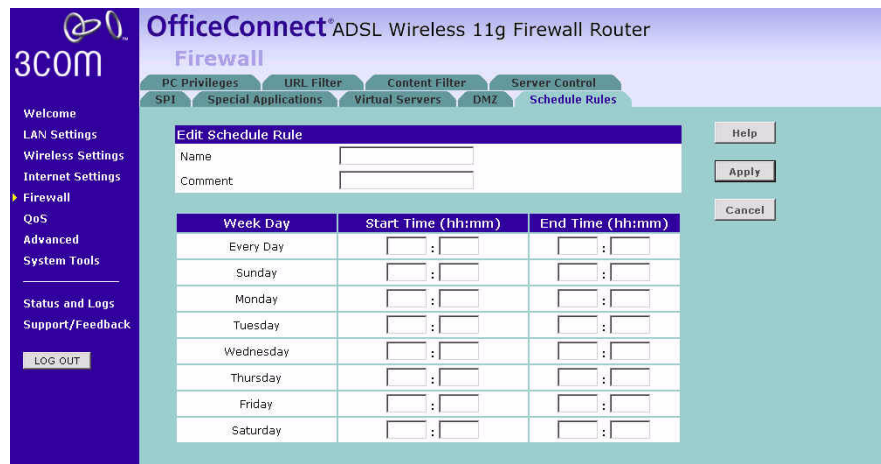 3COM
OfficeConnect® ADSL Wireless 11g Firewall Router
Firewall
PC Privileges URL Filter Content Filter Server Control
SPI Special Applications Virtual Servers DMZ Schedule Rules
Welcome
LAN Settings
Wireless Settings
Internet Settings
Firewall
QoS
Advanced
System Tools
Status and Logs
Support/Feedback
LOG OUT
Edit Schedule Rule
Name
Comment
Week Day Start Time (hh:mm) End Time (hh:mm)
Every Day : :
Sunday : :
Monday : :
Tuesday : :
Wednesday : :
Thursday : :
Friday : :
Saturday : :
Help
Apply
Cancel